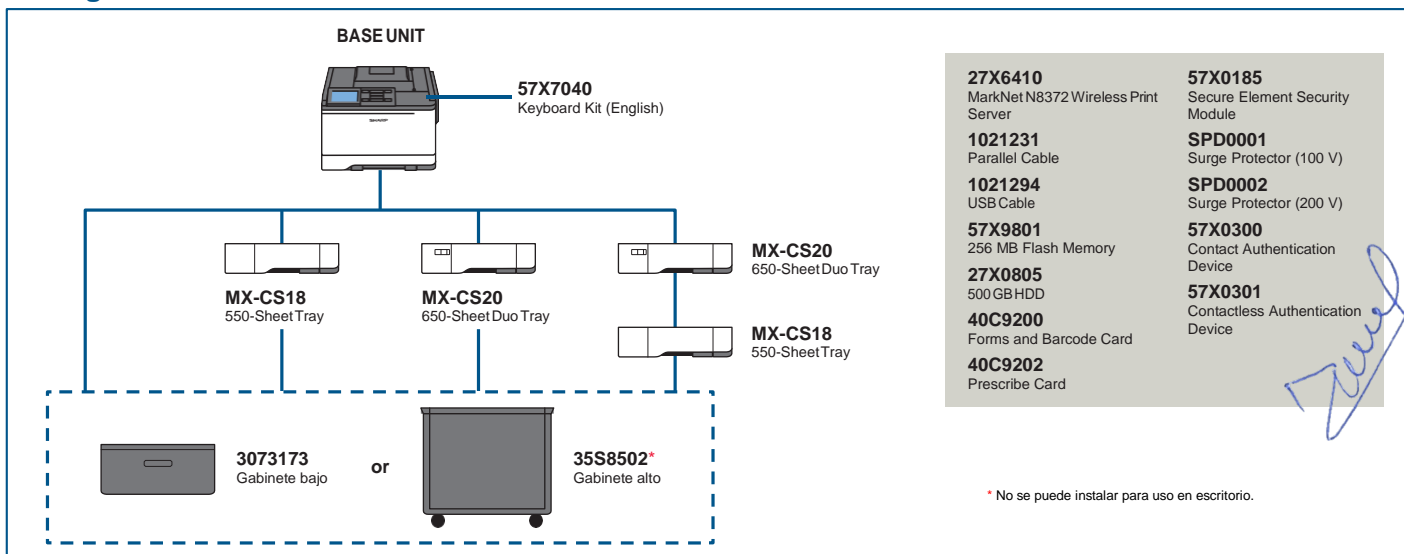 BASE UNIT
57X7040
Keyboard Kit (English)
SHARP
MX-CS18
550-Sheet Tray
MX-CS20
650-Sheet Duo Tray
MX-CS20
650-Sheet Duo Tray
MX-CS18
550-Sheet Tray
3073173
Gabinete bajo
or
35S8502*
Gabinete alto
27X6410
MarkNet N8372 Wireless Print
Server
1021231
Parallel Cable
1021294
USB Cable
57X9801
256 MB Flash Memory
27X0805
500 GB HDD
40C9200
Forms and Barcode Card
40C9202
Prescribe Card
57X0185
Secure Element Security
Module
SPD0001
Surge Protector (100 V)
SPD0002
Surge Protector (200 V)
57X0300
Contact Authentication
Device
57X0301
Contactless Authentication
Device
* No se puede instalar para uso en escritorio.